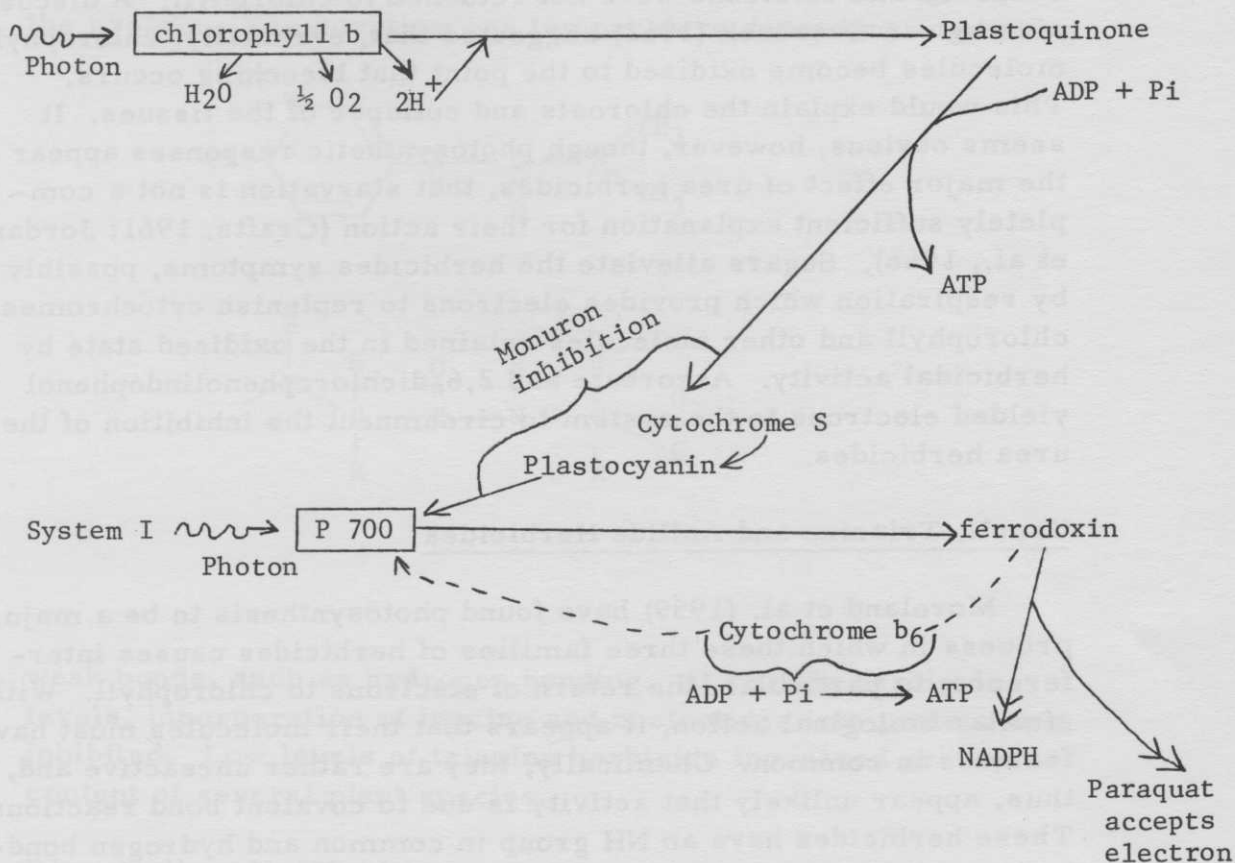 chlorophyll b
Plastoquinone
Photon
H2O ½ O2 2H+
ADP + Pi
ATP
Monuron
inhibition
Cytochrome S
Plastocyanin
System I P 700 ferrodoxin
Photon
Cytochrome b6
ADP + Pi ATP
NADPH
Paraquat
accepts
electron